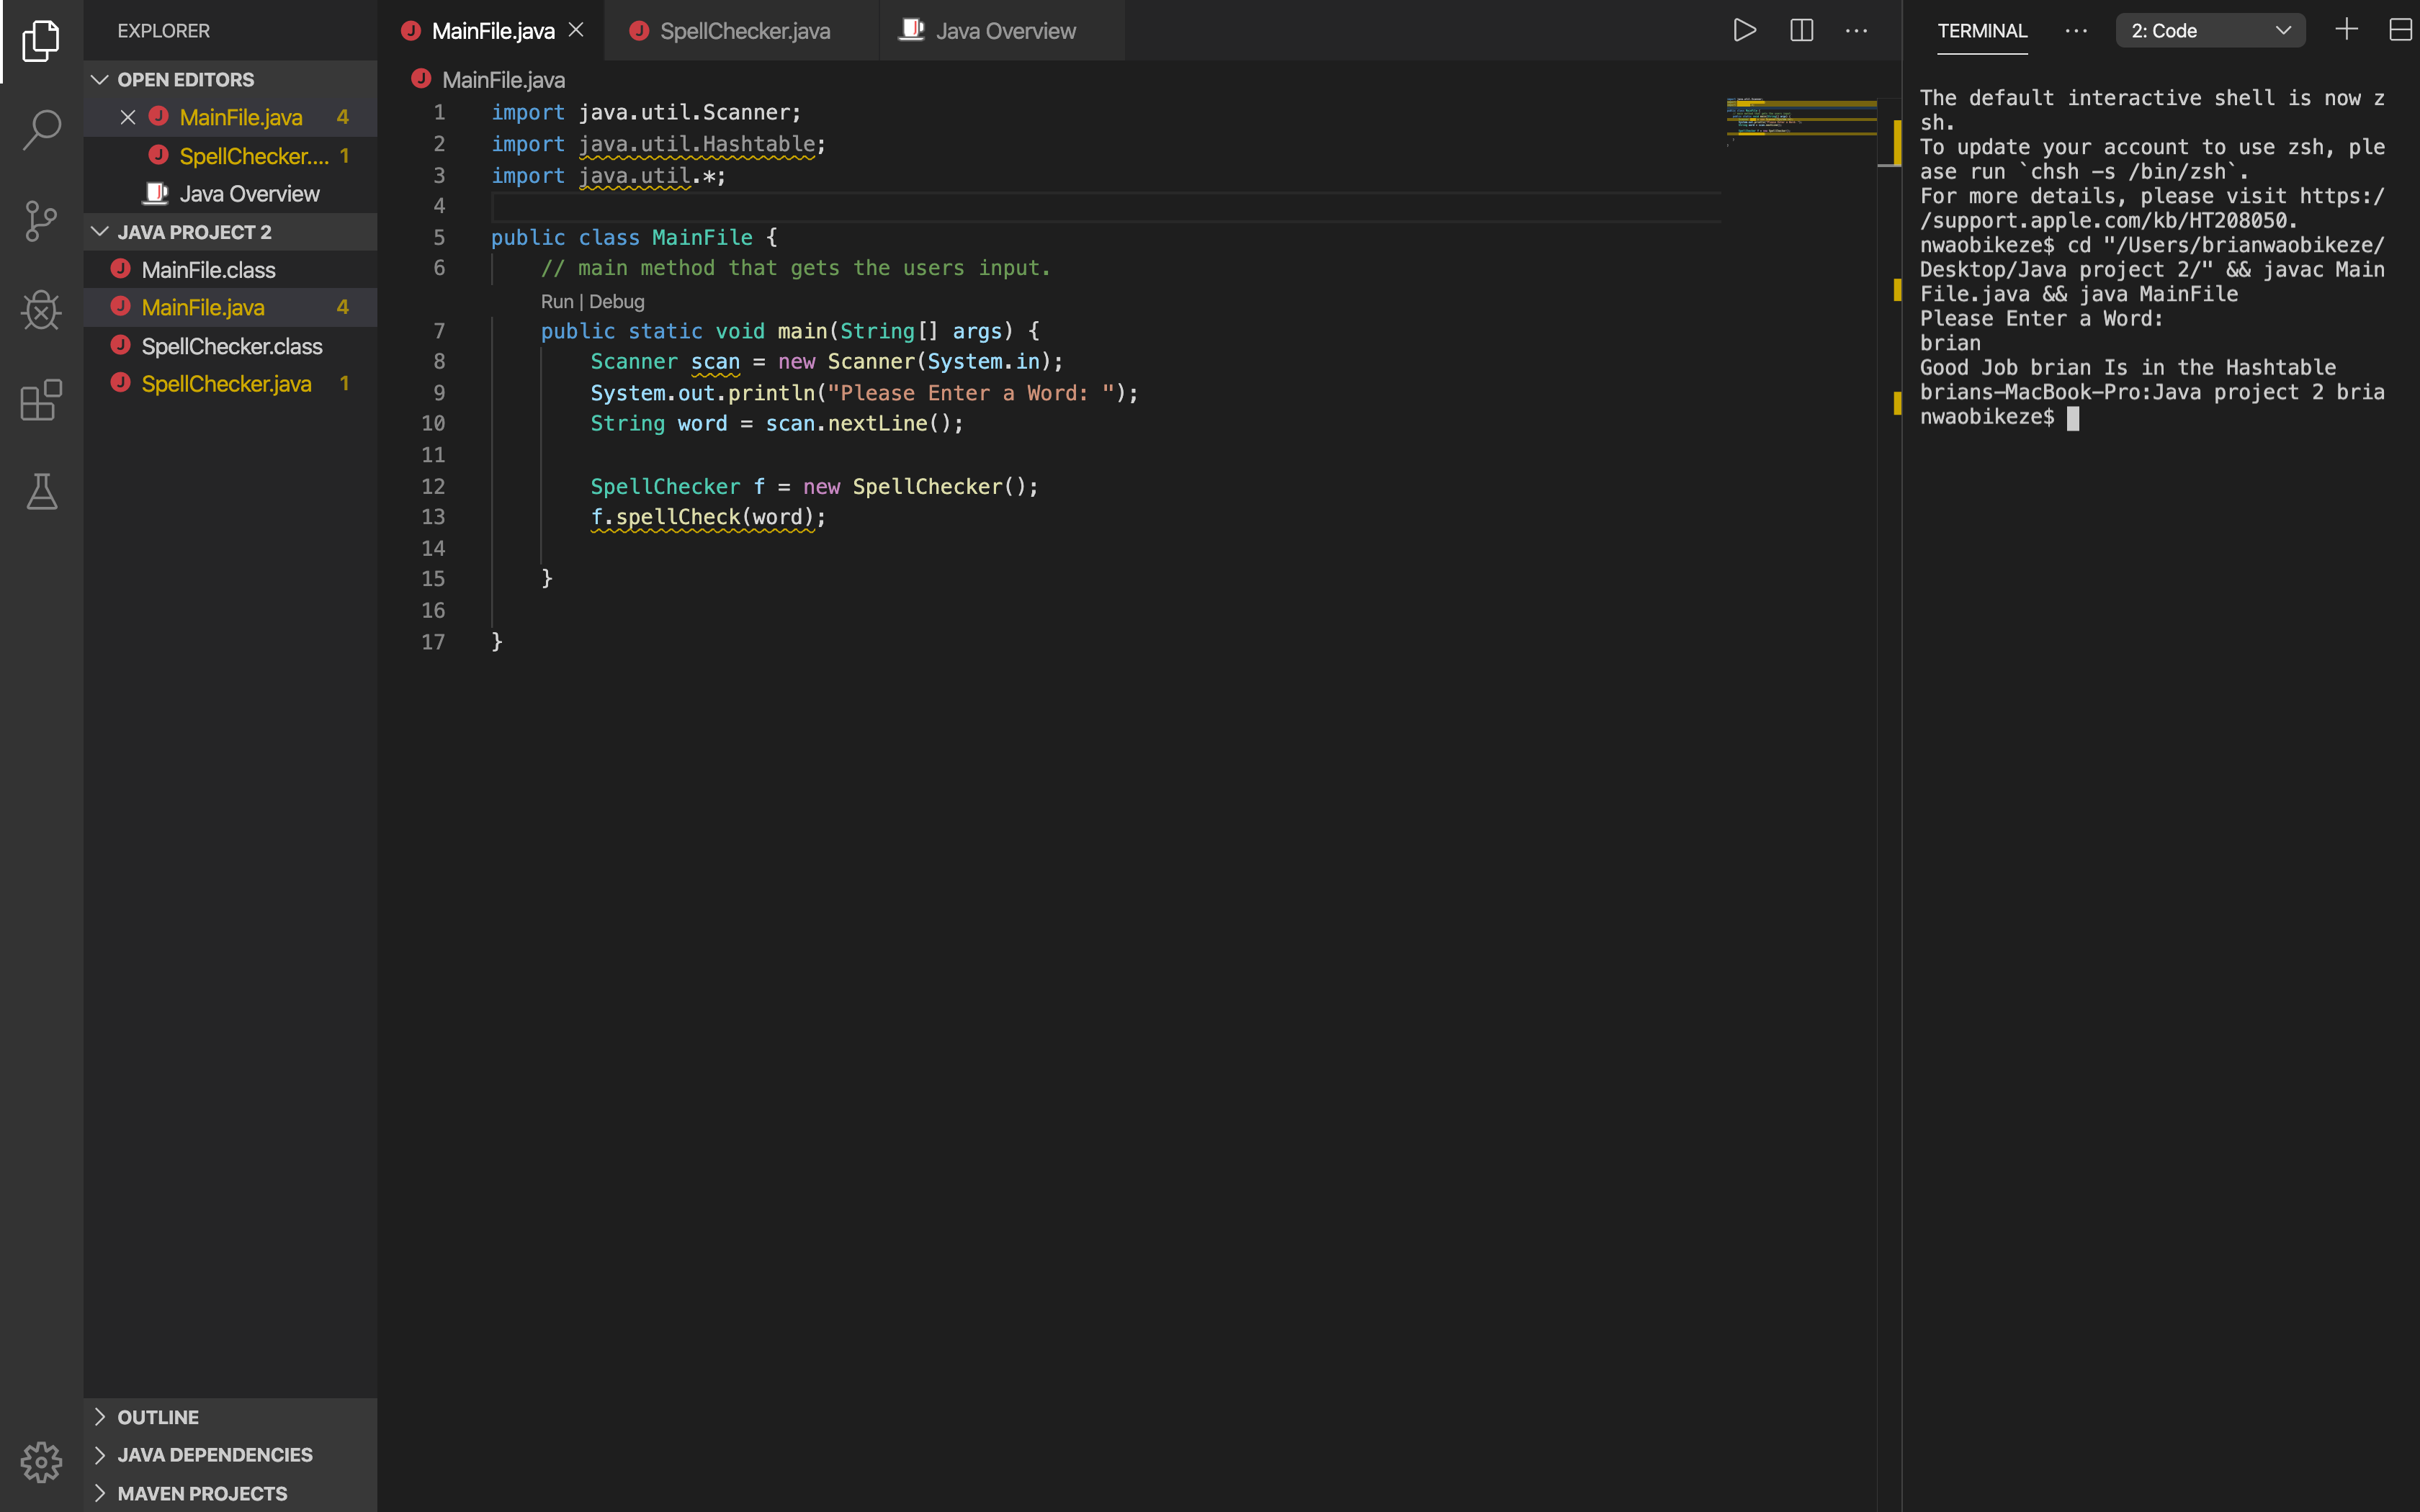 EXPLORER
OPEN EDITORS
MainFile.java 4
SpellChecker.... 1
Java Overview
JAVA PROJECT 2
MainFile.class
MainFile.java 4
SpellChecker.class
SpellChecker.java 1
OUTLINE
JAVA DEPENDENCIES
MAVEN PROJECTS
MainFile.java SpellChecker.java Java Overview
MainFile.java
1 import java.util.Scanner;
2 import java.util.Hashtable;
3 import java.util.*;
4
5 public class MainFile {
6 // main method that gets the users input.
Run | Debug
7 public static void main(String[] args) {
8 Scanner scan = new Scanner(System.in);
9 System.out.println("Please Enter a Word: ");
10 String word = scan.nextLine();
11
12 SpellChecker f = new SpellChecker();
13 f.spellCheck(word);
14
15 }
16
17 }
TERMINAL ... 2: Code
The default interactive shell is now z
sh.
To update your account to use zsh, ple
ase run `chsh -s /bin/zsh`.
For more details, please visit https:/
/support.apple.com/kb/HT208050.
nwaobikeze$ cd "/Users/brianwaobikeze/
Desktop/Java project 2/" && javac Main
File.java && java MainFile
Please Enter a Word:
brian
Good Job brian Is in the Hashtable
brians-MacBook-Pro:Java project 2 bria
nwaobikeze$